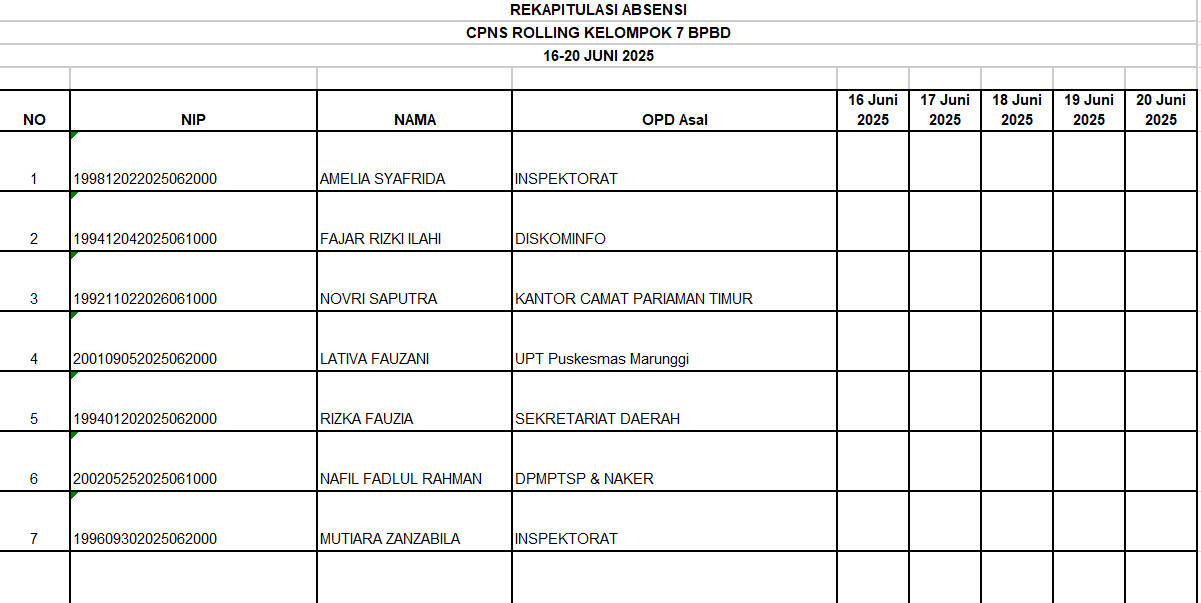 REKAPITULASI ABSENSI
CPNS ROLLING KELOMPOK 7 BPBD
16-20 JUNI 2025
NO NIP NAMA OPD Asal 16 Juni 2025 17 Juni 2025 18 Juni 2025 19 Juni 2025 20 Juni 2025
1 199812022025062000 AMELIA SYAFRIDA INSPEKTORAT
2 199412042025061000 FAJAR RIZKI ILAHI DISKOMINFO
3 199211022026061000 NOVRI SAPUTRA KANTOR CAMAT PARIAMAN TIMUR
4 200109052025062000 LATIVA FAUZANI UPT Puskesmas Marunggi
5 199401202025062000 RIZKA FAUZIA SEKRETARIAT DAERAH
6 200205252025061000 NAFIL FADLUL RAHMAN DPMPTSP & NAKER
7 199609302025062000 MUTIARA ZANZABILA INSPEKTORAT